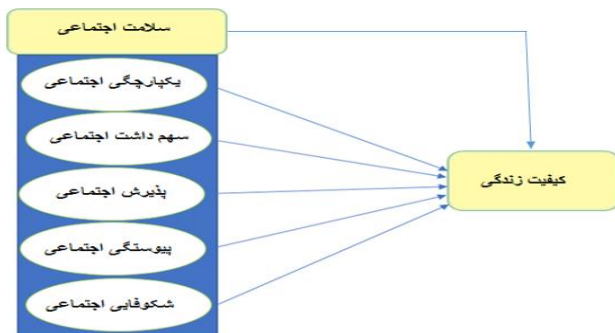 سلامت اجتماعی
یکپارچگی اجتماعی
سهم داشت اجتماعی
پذیرش اجتماعی
پیوستگی اجتماعی
شکوفایی اجتماعی
کیفیت زندگی